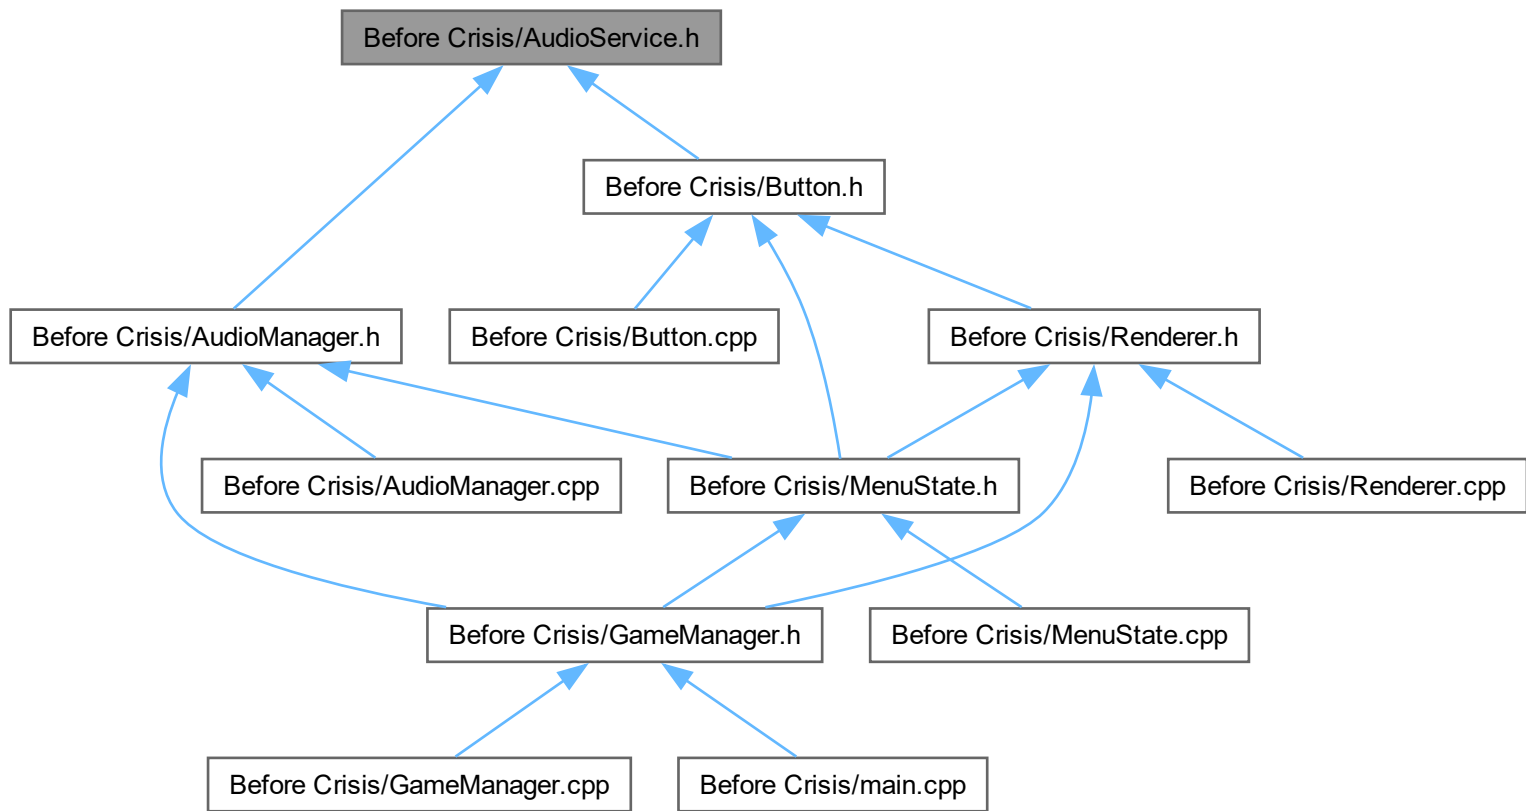 Before Crisis/AudioService.h
Before Crisis/Button.h
Before Crisis/AudioManager.h
Before Crisis/Button.cpp
Before Crisis/Renderer.h
Before Crisis/AudioManager.cpp
Before Crisis/MenuState.h
Before Crisis/Renderer.cpp
Before Crisis/GameManager.h
Before Crisis/MenuState.cpp
Before Crisis/GameManager.cpp
Before Crisis/main.cpp